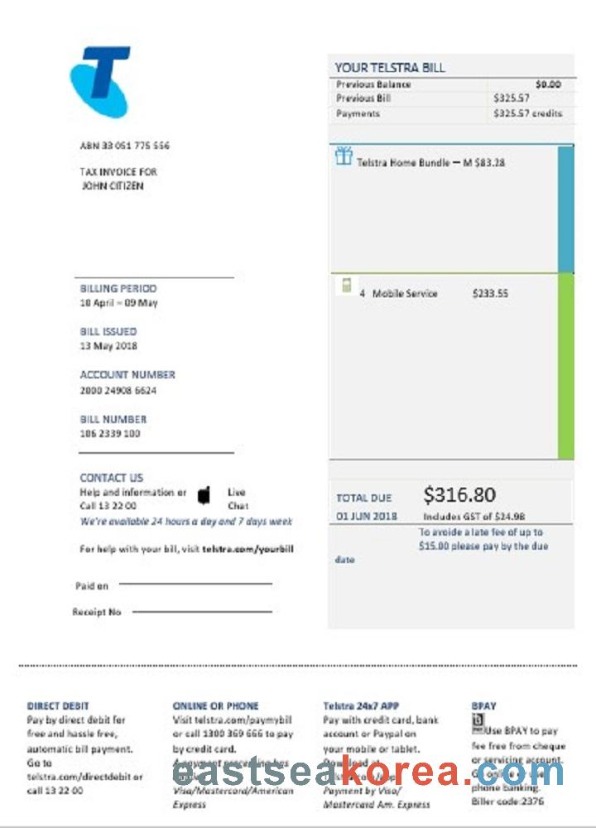 T
ABN 33 051 775 556
TAX INVOICE FOR
JOHN CITIZEN
BILLING PERIOD
10 April – 09 May
BILL ISSUED
13 May 2018
ACCOUNT NUMBER
2000 24908 6624
BILL NUMBER
106 2339 100
CONTACT US
Help and information or Live
Call 13 22 00 Chat
We're available 24 hours a day and 7 days week
For help with your bill, visit telstra.com/yourbill
Paid on
Receipt No
YOUR TELSTRA BILL
Previous Balance $0.00
Previous Bill $325.57
Payments $325.57 credits
Telstra Home Bundle – M $83.28
4 Mobile Service $233.55
TOTAL DUE $316.80
01 JUN 2018 Includes GST of $24.98
To avoide a late fee of up to
$15.00 please pay by the due
date
DIRECT DEBIT
Pay by direct debit for
free and hassle free,
automatic bill payment.
Go to
telstra.com/directdebit or
call 13 22 00
ONLINE OR PHONE
Visit telstra.com/paymybill
or call 1300 369 666 to pay
by credit card.
A payment processing has
Visa/Mastercard/American
Express
Telstra 24x7 APP
Pay with credit card, bank
account or Paypal on
your mobile or tablet.
Payment by Visa/
Mastercard Am. Express
BPAY
Use BPAY to pay
fee free from cheque
or servicing account.
phone banking.
Biller code:2376
eastseakorea.com